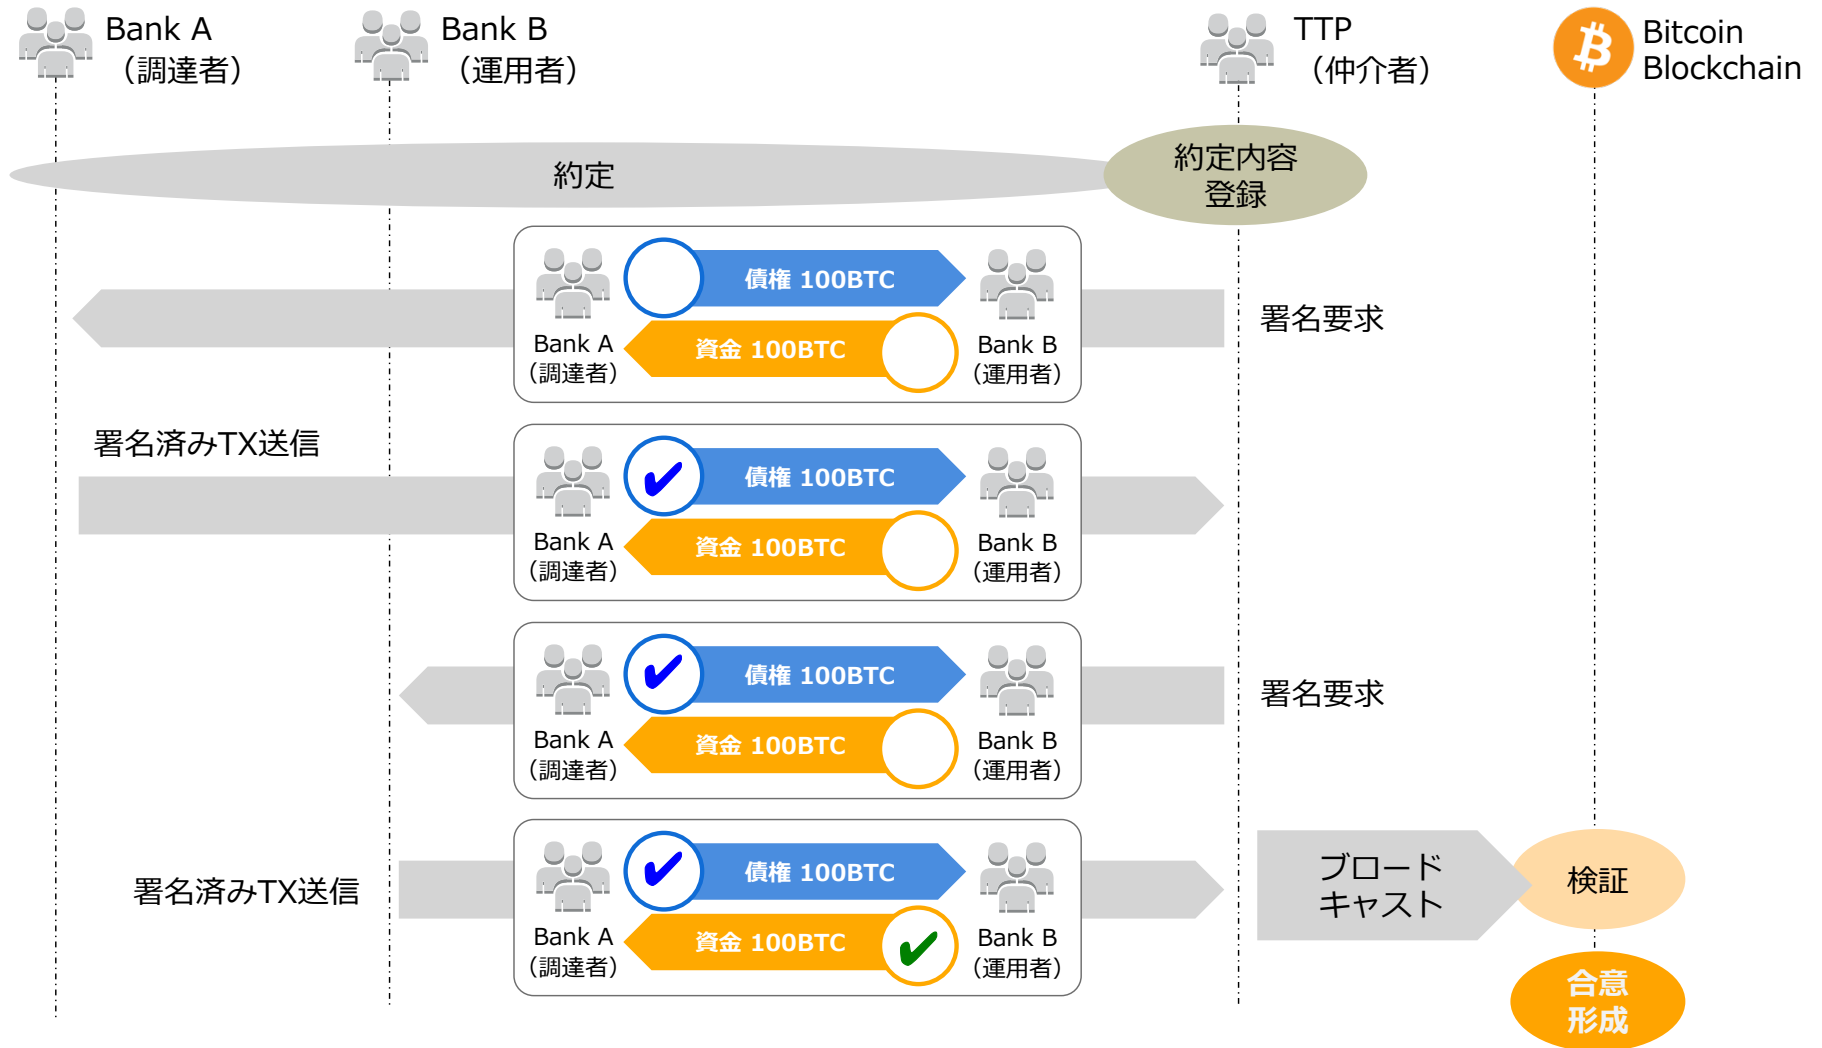 Bank A
（調達者）
Bank B
（運用者）
TTP
（仲介者）
Bitcoin
Blockchain
約定
約定内容
登録
債権 100BTC
資金 100BTC
Bank A
（調達者）
Bank B
（運用者）
署名要求
署名済みTX送信
債権 100BTC
資金 100BTC
Bank A
（調達者）
Bank B
（運用者）
債権 100BTC
資金 100BTC
Bank A
（調達者）
Bank B
（運用者）
署名要求
署名済みTX送信
債権 100BTC
資金 100BTC
Bank A
（調達者）
Bank B
（運用者）
ブロード
キャスト
検証
合意
形成